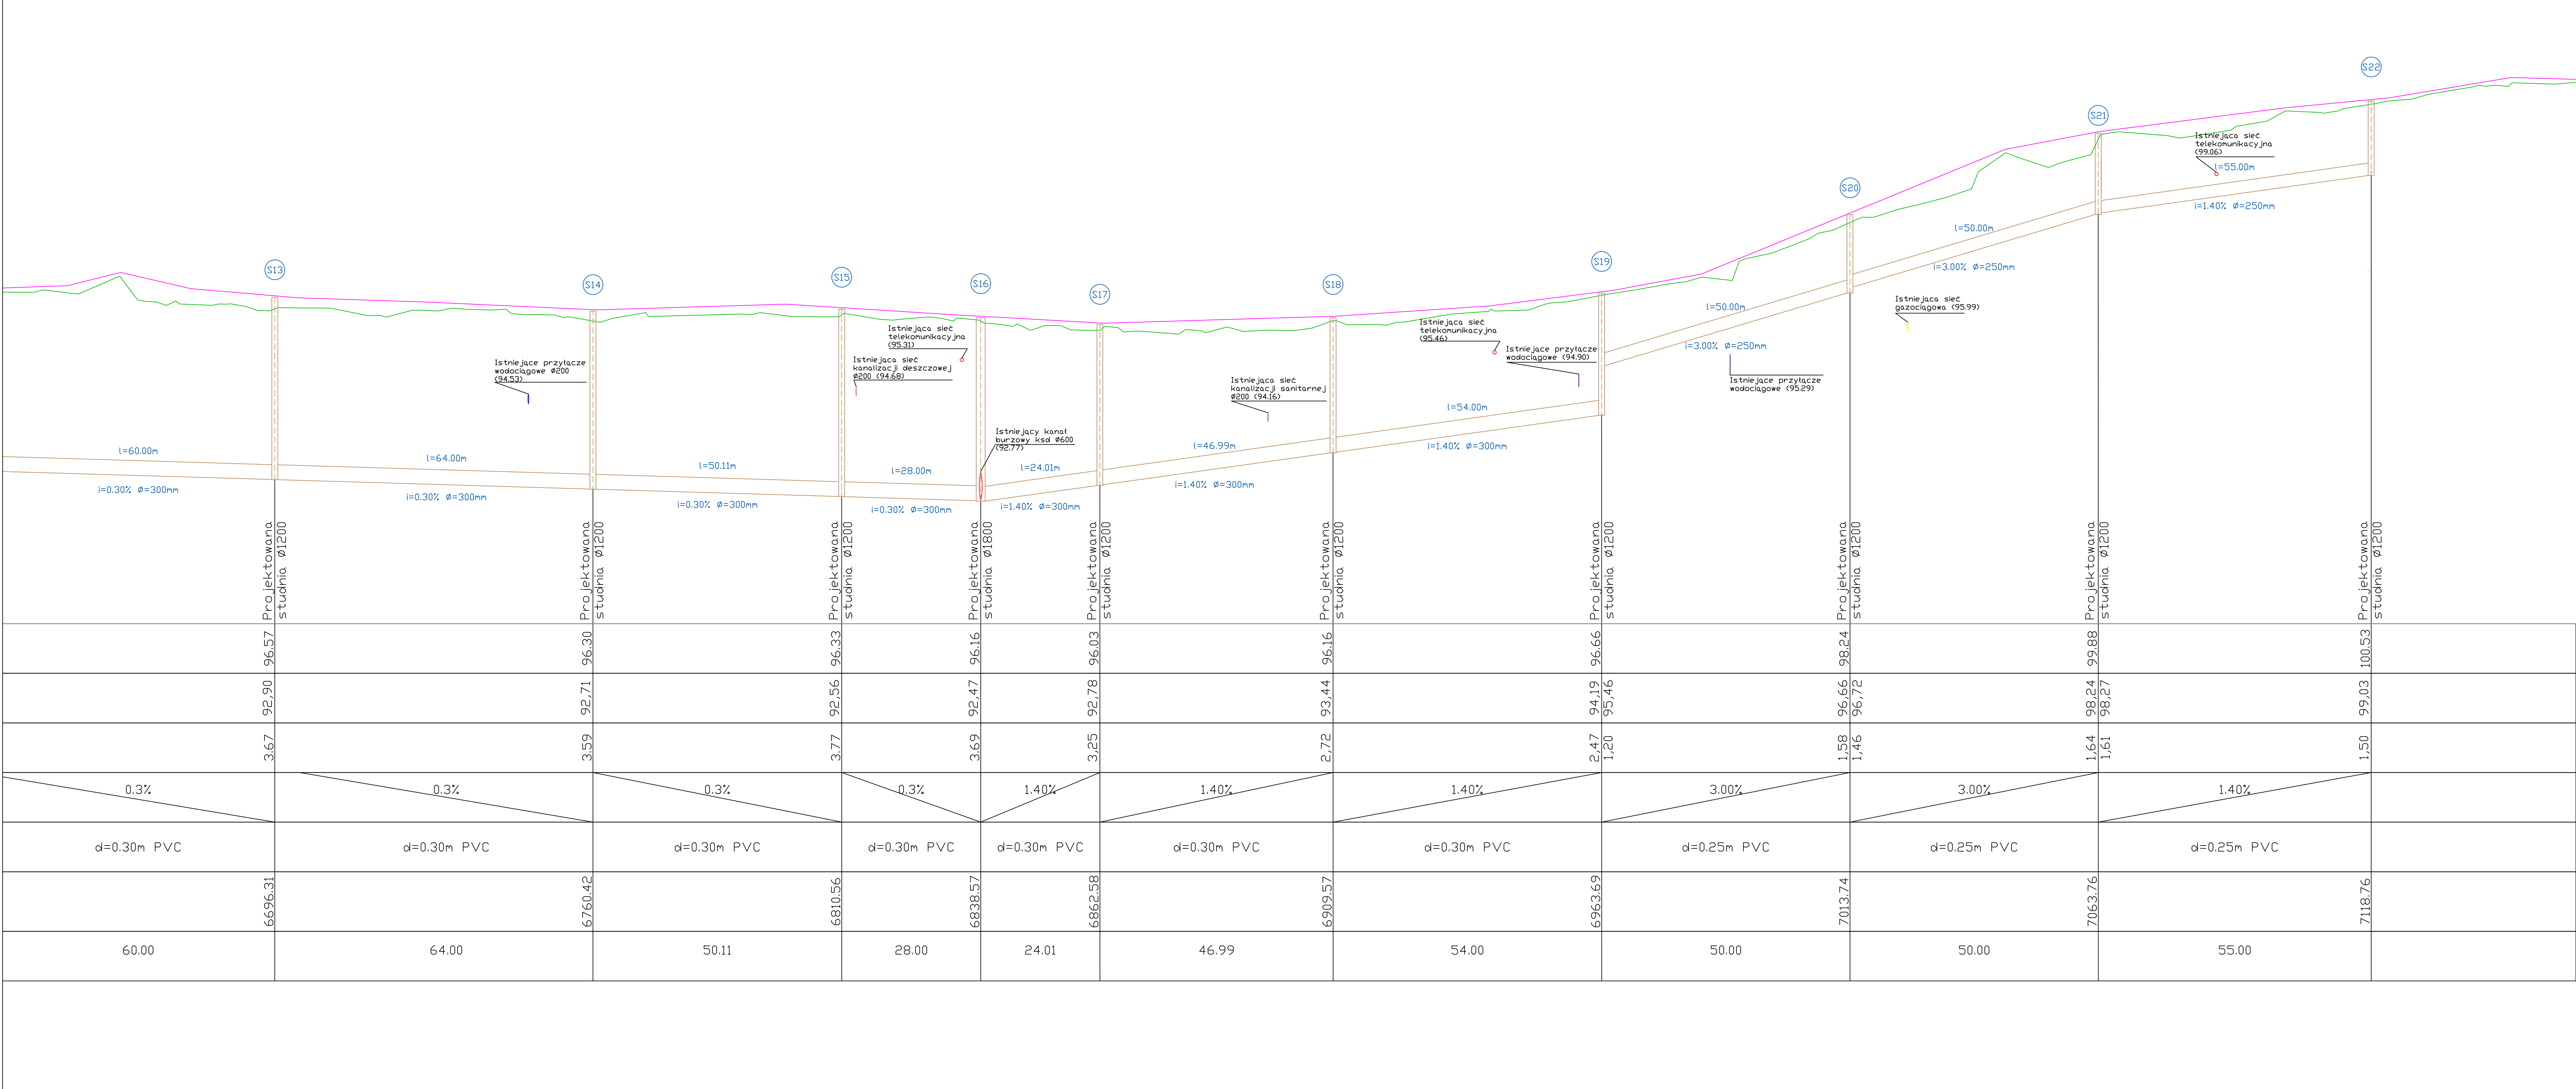 S22
S21
Istniejąca sieć
telekomunikacyjna
(99.06)
l=55.00m
i=1.40% Ø=250mm
S20
l=50.00m
i=3.00% Ø=250mm
S19
S13
S14
S15
S16
S17
S18
Istniejąca sieć
gazociągowa (95.99)
l=50.00m
i=3.00% Ø=250mm
Istniejące przyłącze
wodociągowe (95.29)
Istniejąca sieć
telekomunikacyjna
(95.46)
Istniejące przyłącze
wodociągowe (94.90)
Istniejąca sieć
telekomunikacyjna
(95.31)
Istniejąca sieć
kanalizacji deszczowej
Ø200 (94.68)
Istniejące przyłącze
wodociągowe Ø200
(94.53)
Istniejąca sieć
kanalizacji sanitarnej
Ø200 (94.16)
Istniejący kanał
burzowy ksd Ø600
(92.77)
l=60.00m
l=64.00m
l=50.11m
l=28.00m
l=24.01m
l=46.99m
l=54.00m
i=0.30% Ø=300mm
i=0.30% Ø=300mm
i=0.30% Ø=300mm
i=0.30% Ø=300mm
i=1.40% Ø=300mm
i=1.40% Ø=300mm
i=1.40% Ø=300mm
Projektowana
studnia Ø1200
Projektowana
studnia Ø1200
Projektowana
studnia Ø1200
Projektowana
studnia Ø1800
Projektowana
studnia Ø1200
Projektowana
studnia Ø1200
Projektowana
studnia Ø1200
Projektowana
studnia Ø1200
Projektowana
studnia Ø1200
Projektowana
studnia Ø1200
96.57
96.30
96.33
96.16
96.03
96.16
96.66
98.24
99.88
100.53
92,90
92,71
92,56
92,47
92,78
93,44
94,19
95,46
96,66
96,72
98,24
98,27
99,03
3.67
3.59
3.77
3.69
3,25
2,72
2,47
1,20
1,58
1,46
1,64
1,61
1,50
0.3%
0.3%
0.3%
0.3%
1.40%
1.40%
1.40%
3.00%
3.00%
1.40%
d=0.30m PVC
d=0.30m PVC
d=0.30m PVC
d=0.30m PVC
d=0.30m PVC
d=0.30m PVC
d=0.30m PVC
d=0.25m PVC
d=0.25m PVC
d=0.25m PVC
6696.31
6760.42
6810.56
6838.57
6862.58
6909.57
6963.69
7013.74
7063.76
7118.76
60.00
64.00
50.11
28.00
24.01
46.99
54.00
50.00
50.00
55.00